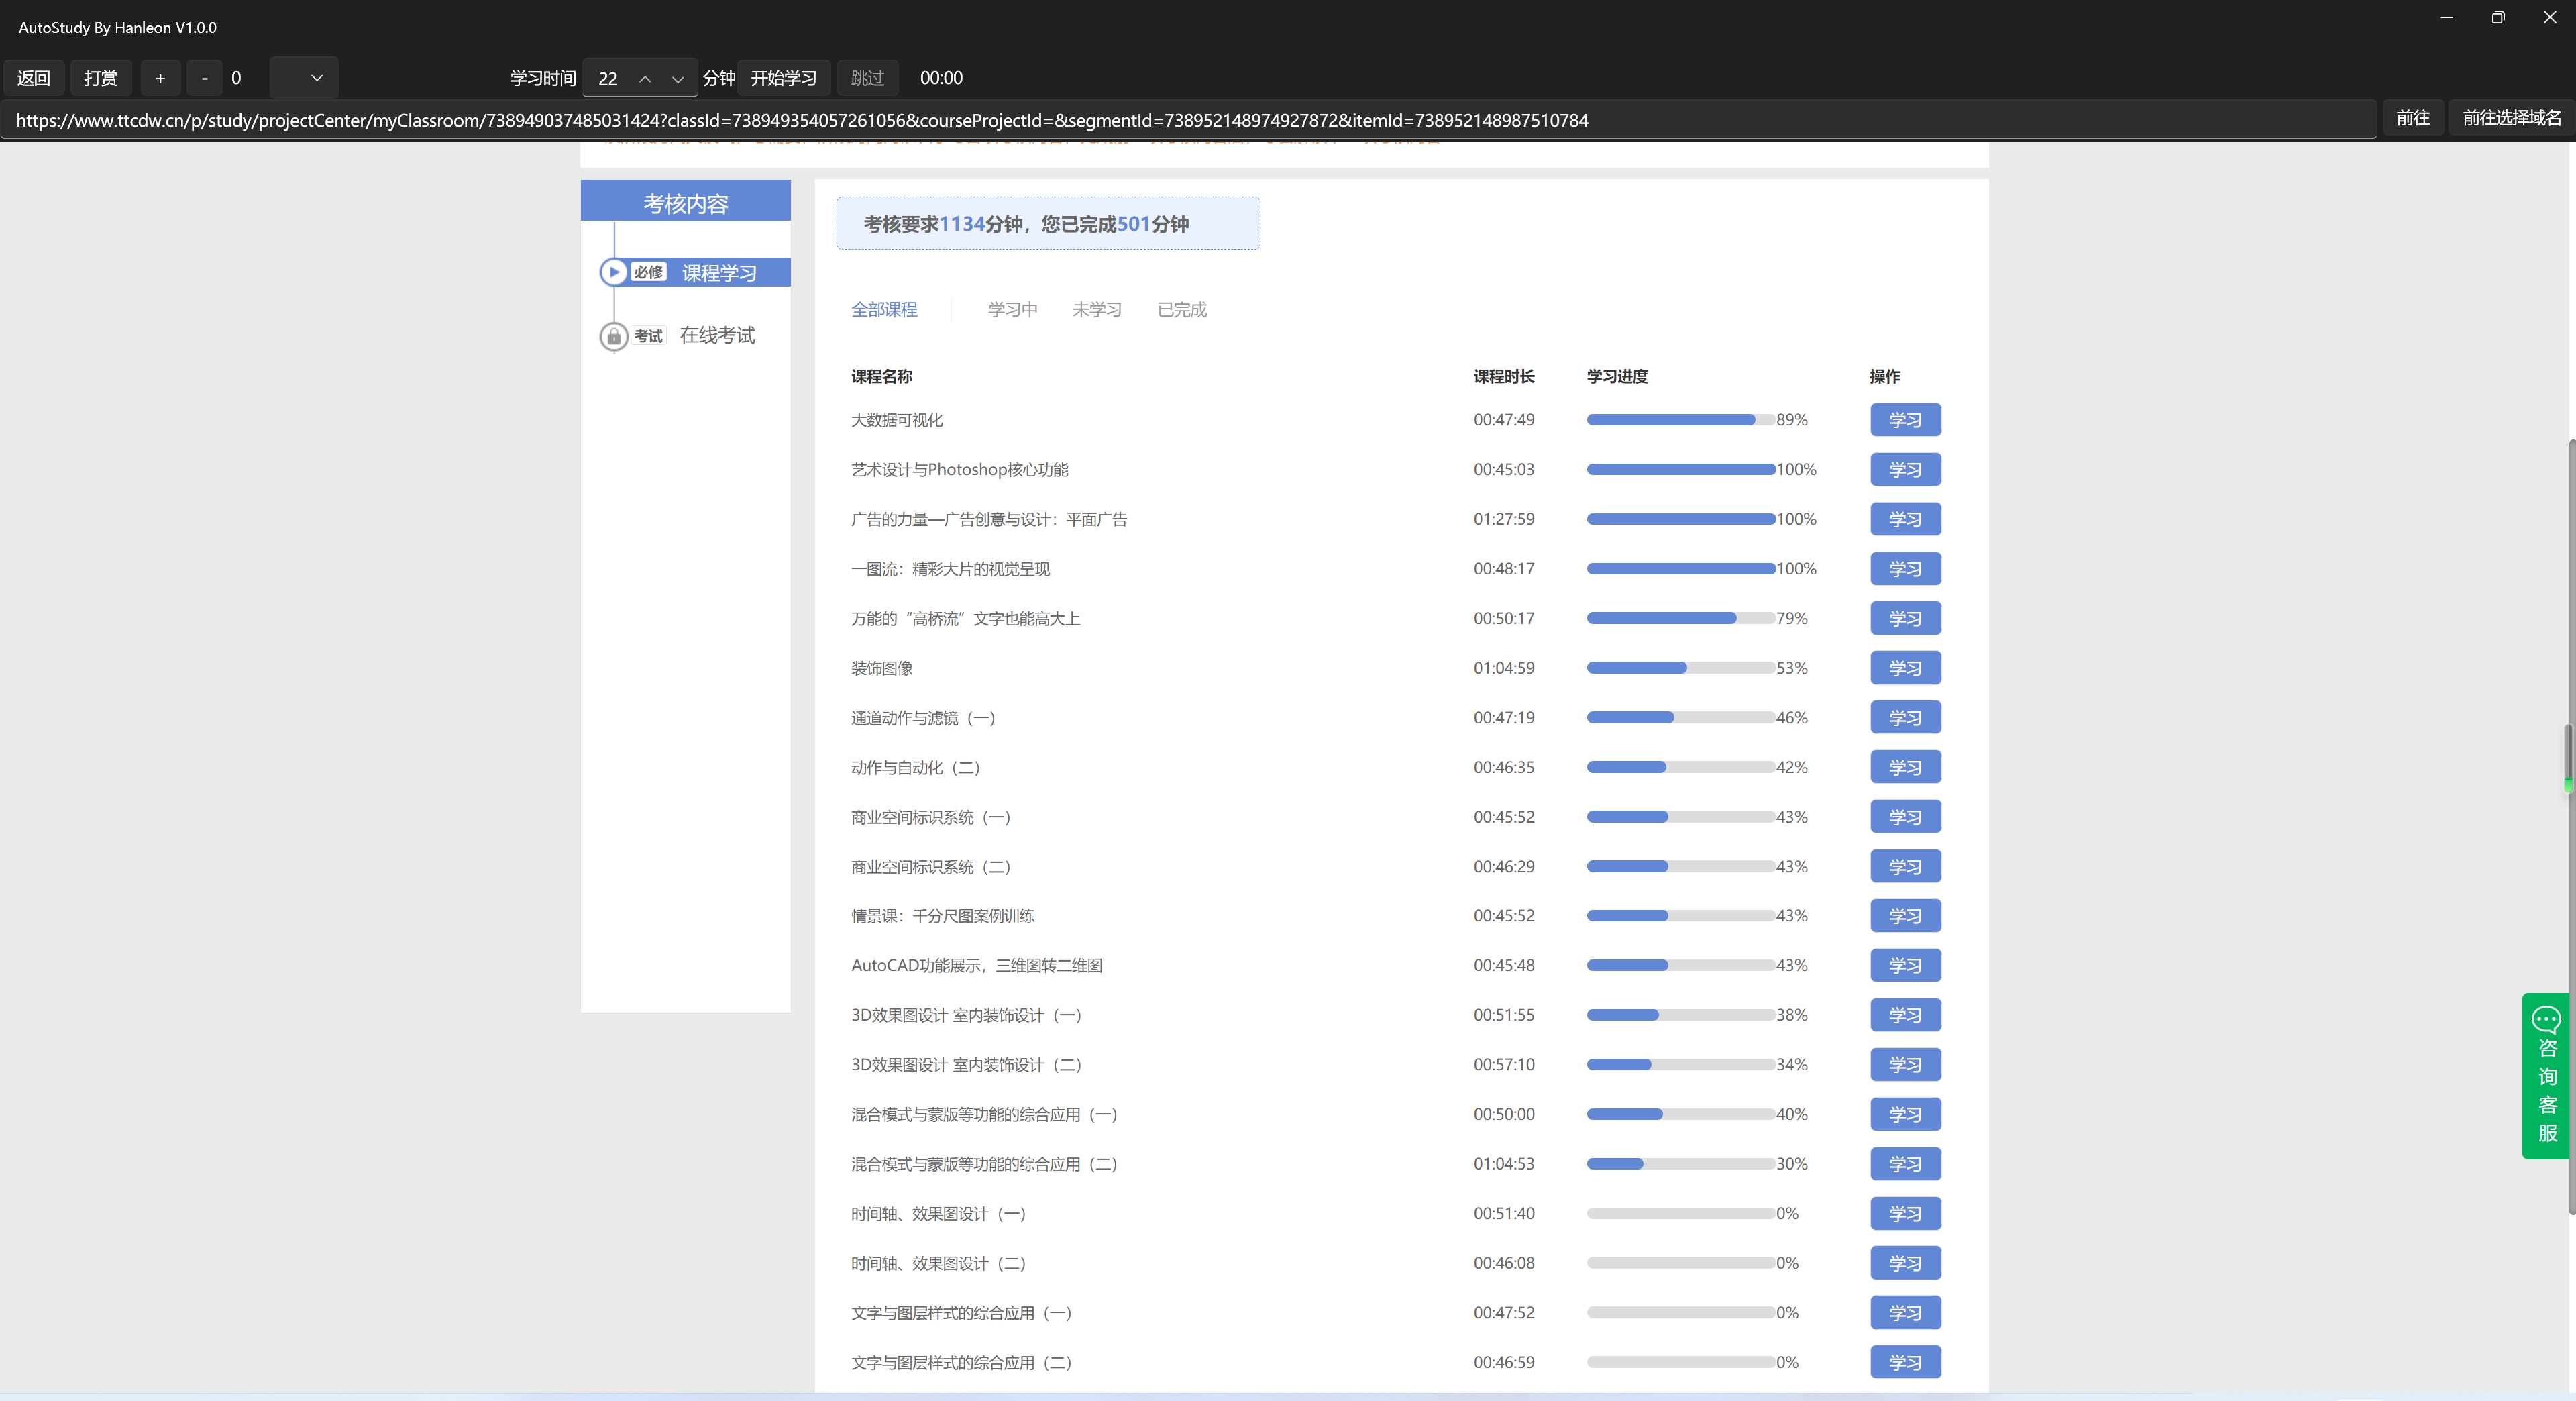 AutoStudy By Hanleon V1.0.0
返回 打赏 + - 0 学习时间 22 分钟 开始学习 跳过 00:00
https://www.ttcdw.cn/p/study/projectCenter/myClassroom/738949037485031424?classId=738949354057261056&courseProjectId=&segmentId=738952148974927872&itemId=738952148987510784 前往 前往选择域名
考核内容
必修 课程学习
考试 在线考试
考核要求1134分钟，您已完成501分钟
全部课程 学习中 未学习 已完成
课程名称 课程时长 学习进度 操作
大数据可视化 00:47:49 89% 学习
艺术设计与Photoshop核心功能 00:45:03 100% 学习
广告的力量—广告创意与设计：平面广告 01:27:59 100% 学习
一图流：精彩大片的视觉呈现 00:48:17 100% 学习
万能的“高桥流”文字也能高大上 00:50:17 79% 学习
装饰图像 01:04:59 53% 学习
通道动作与滤镜（一） 00:47:19 46% 学习
动作与自动化（二） 00:46:35 42% 学习
商业空间标识系统（一） 00:45:52 43% 学习
商业空间标识系统（二） 00:46:29 43% 学习
情景课：千分尺图案例训练 00:45:52 43% 学习
AutoCAD功能展示，三维图转二维图 00:45:48 43% 学习
3D效果图设计 室内装饰设计（一） 00:51:55 38% 学习
3D效果图设计 室内装饰设计（二） 00:57:10 34% 学习
混合模式与蒙版等功能的综合应用（一） 00:50:00 40% 学习
混合模式与蒙版等功能的综合应用（二） 01:04:53 30% 学习
时间轴、效果图设计（一） 00:51:40 0% 学习
时间轴、效果图设计（二） 00:46:08 0% 学习
文字与图层样式的综合应用（一） 00:47:52 0% 学习
文字与图层样式的综合应用（二） 00:46:59 0% 学习
咨询客服